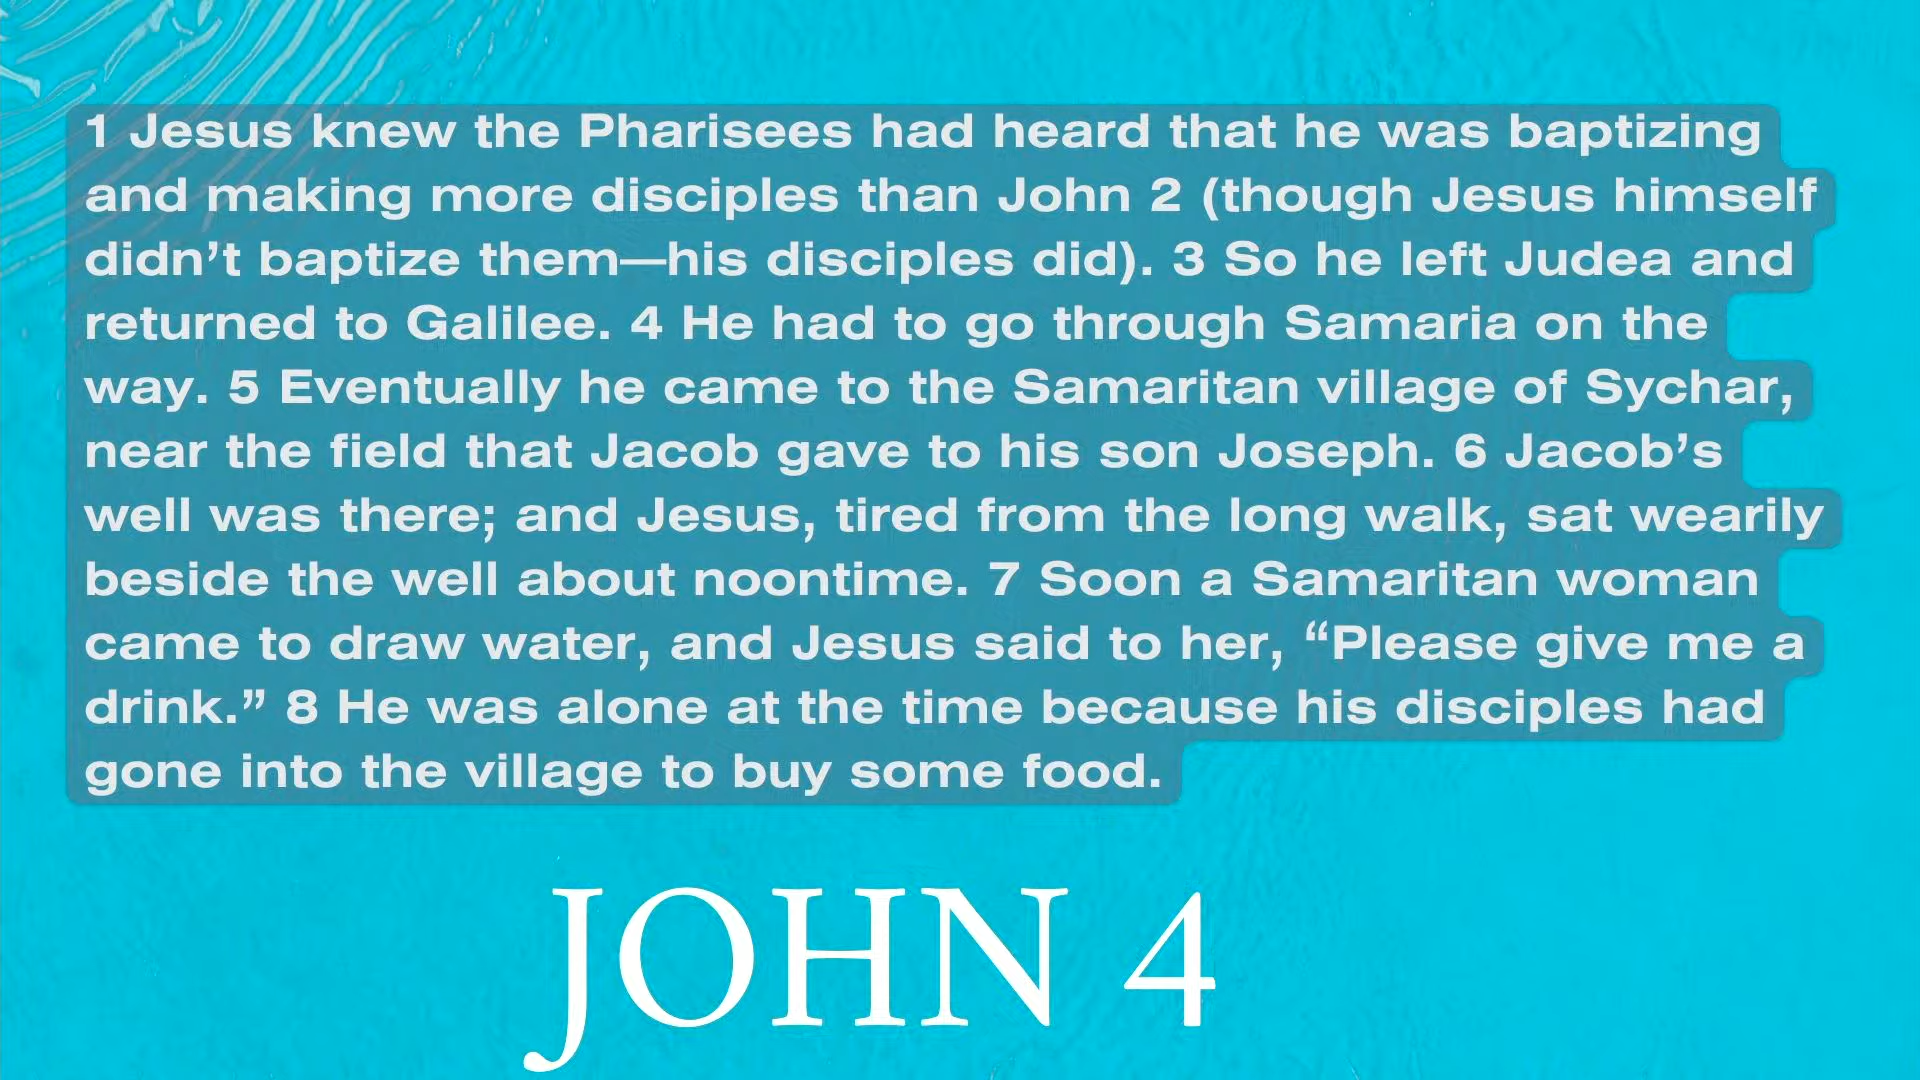 1 Jesus knew the Pharisees had heard that he was baptizing
and making more disciples than John 2 (though Jesus himself
didn’t baptize them—his disciples did). 3 So he left Judea and
returned to Galilee. 4 He had to go through Samaria on the
way. 5 Eventually he came to the Samaritan village of Sychar,
near the field that Jacob gave to his son Joseph. 6 Jacob’s
well was there; and Jesus, tired from the long walk, sat wearily
beside the well about noontime. 7 Soon a Samaritan woman
came to draw water, and Jesus said to her, “Please give me a
drink.” 8 He was alone at the time because his disciples had
gone into the village to buy some food.
JOHN 4